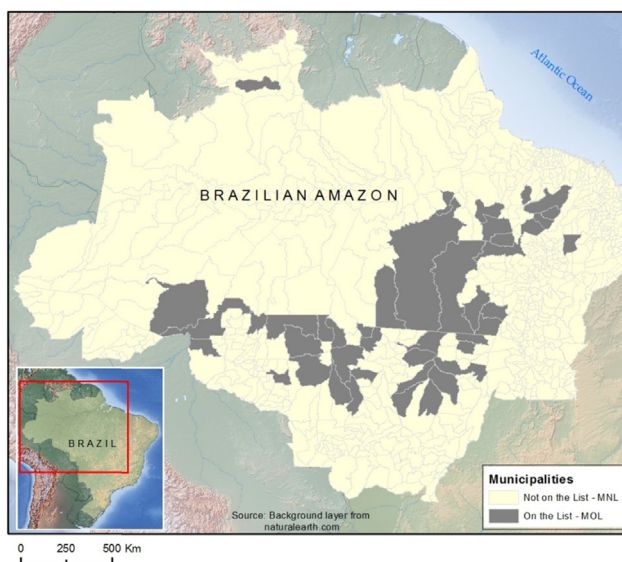 Atlantic Ocean
BRAZILIAN AMAZON
BRAZIL
Municipalities
Not on the List - MNL
On the List - MOL
Source: Background layer from
naturalearth.com
0 250 500 Km